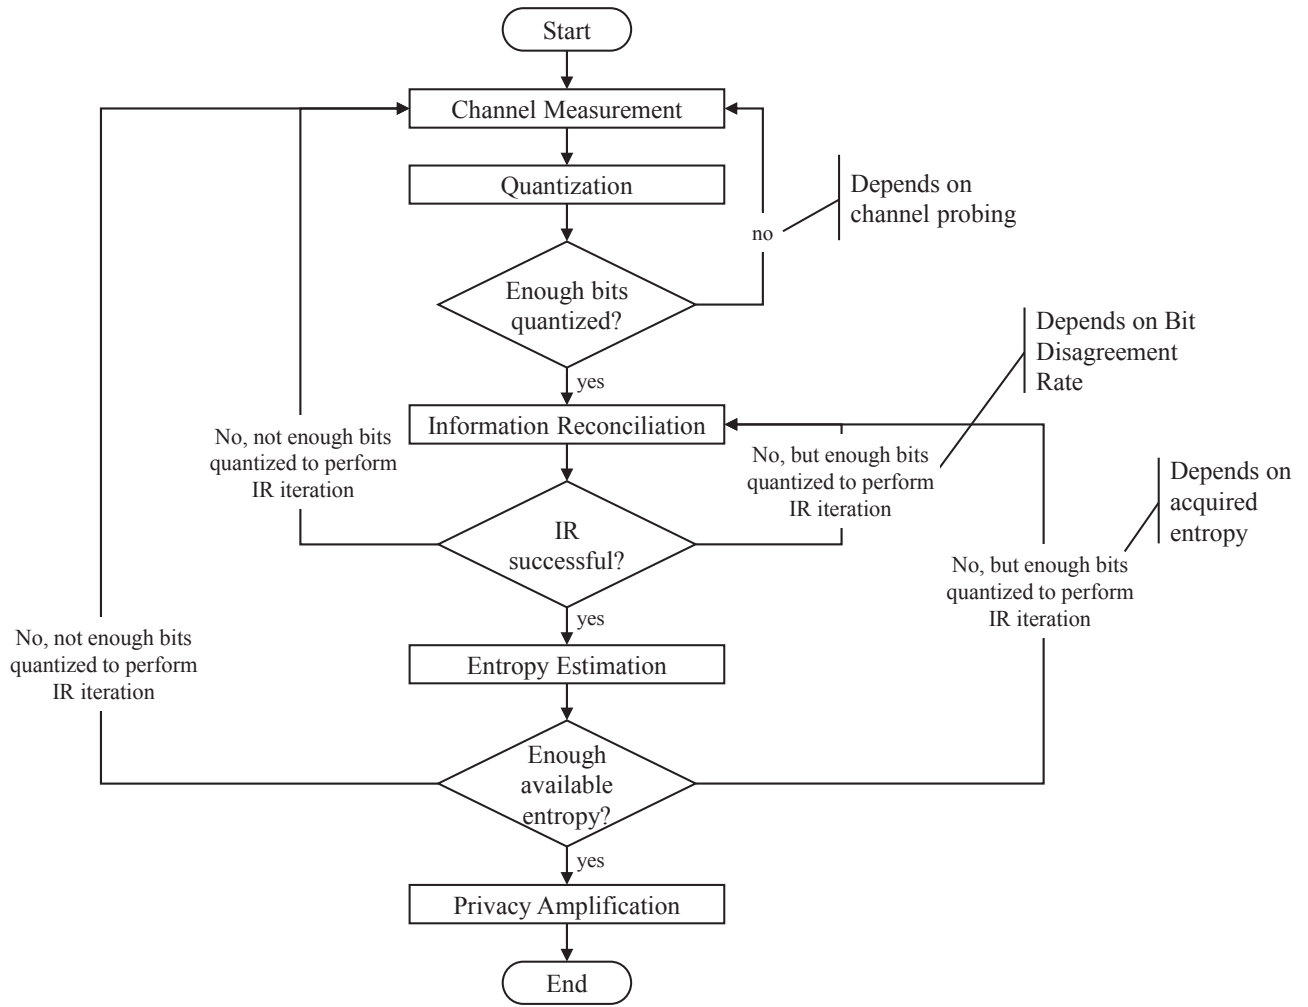 Start
Channel Measurement
Quantization
Depends on
channel probing
no
Enough bits
quantized?
Depends on Bit
Disagreement
Rate
yes
Information Reconciliation
No, not enough bits
quantized to perform
IR iteration
No, but enough bits
quantized to perform
IR iteration
Depends on
acquired
entropy
IR
successful?
No, but enough bits
quantized to perform
IR iteration
yes
No, not enough bits
quantized to perform
IR iteration
Entropy Estimation
Enough
available
entropy?
yes
Privacy Amplification
End